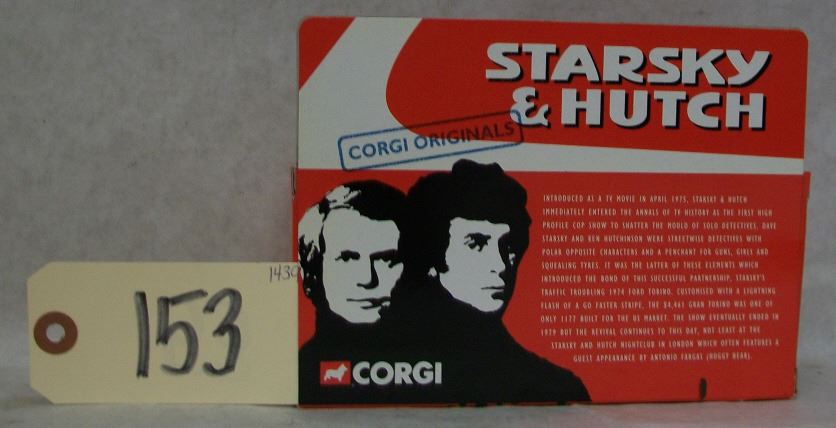 STARSKY
& HUTCH
CORGI ORIGINALS
INTRODUCED AS A TV MOVIE IN APRIL 1975, STARSKY & HUTCH
IMMEDIATELY ENTERED THE ANNALS OF TV HISTORY AS THE FIRST HIGH
PROFILE COP SHOW TO SHATTER THE MOULD OF SOLO DETECTIVES. DAVE
STARSKY AND KEN HUTCHINSON WERE STREETWISE DETECTIVES WITH
POLAR OPPOSITE CHARACTERS AND A PENCHANT FOR GUNS, GIRLS AND
SQUEALING TYRES. IT WAS THE LATTER OF THESE ELEMENTS WHICH
INTRODUCED THE BOND OF THIS SUCCESSFUL PARTNERSHIP, STARSKY'S
TRAFFIC TROUBLING 1974 FORD TORINO. CUSTOMISED WITH A LIGHTNING
FLASH OF A GO FASTER STRIPE, THE $4,461 GRAN TORINO WAS ONE OF
ONLY 1177 BUILT FOR THE US MARKET. THE SHOW EVENTUALLY ENDED IN
1979 BUT THE REVIVAL CONTINUES TO THIS DAY, NOT LEAST AT THE
STARSKY AND HUTCH NIGHTCLUB IN LONDON WHICH OFTEN FEATURES A
GUEST APPEARANCE BY ANTONIO FARGAS (HUGGY BEAR).
CORGI
1439
153